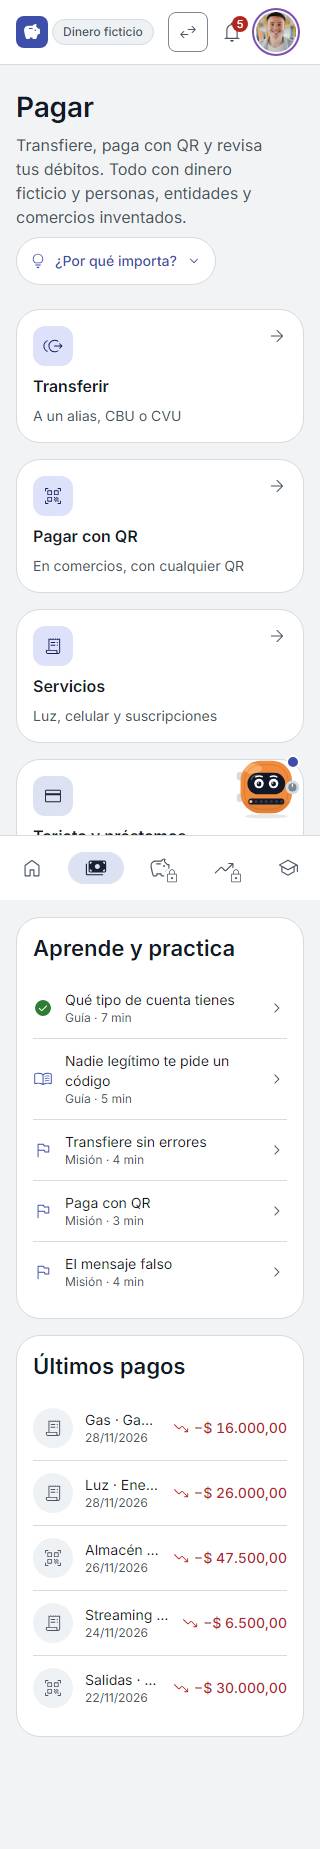 Dinero ficticio
5
Pagar
Transfiere, paga con QR y revisa
tus débitos. Todo con dinero
ficticio y personas, entidades y
comercios inventados.
¿Por qué importa?
Transferir
A un alias, CBU o CVU
Pagar con QR
En comercios, con cualquier QR
Servicios
Luz, celular y suscripciones
Aprende y practica
Qué tipo de cuenta tienes
Guía · 7 min
Nadie legítimo te pide un
código
Guía · 5 min
Transfiere sin errores
Misión · 4 min
Paga con QR
Misión · 3 min
El mensaje falso
Misión · 4 min
Últimos pagos
Gas · Ga...
28/11/2026
−$ 16.000,00
Luz · Ene...
28/11/2026
−$ 26.000,00
Almacén ...
26/11/2026
−$ 47.500,00
Streaming ...
24/11/2026
−$ 6.500,00
Salidas · ...
22/11/2026
−$ 30.000,00